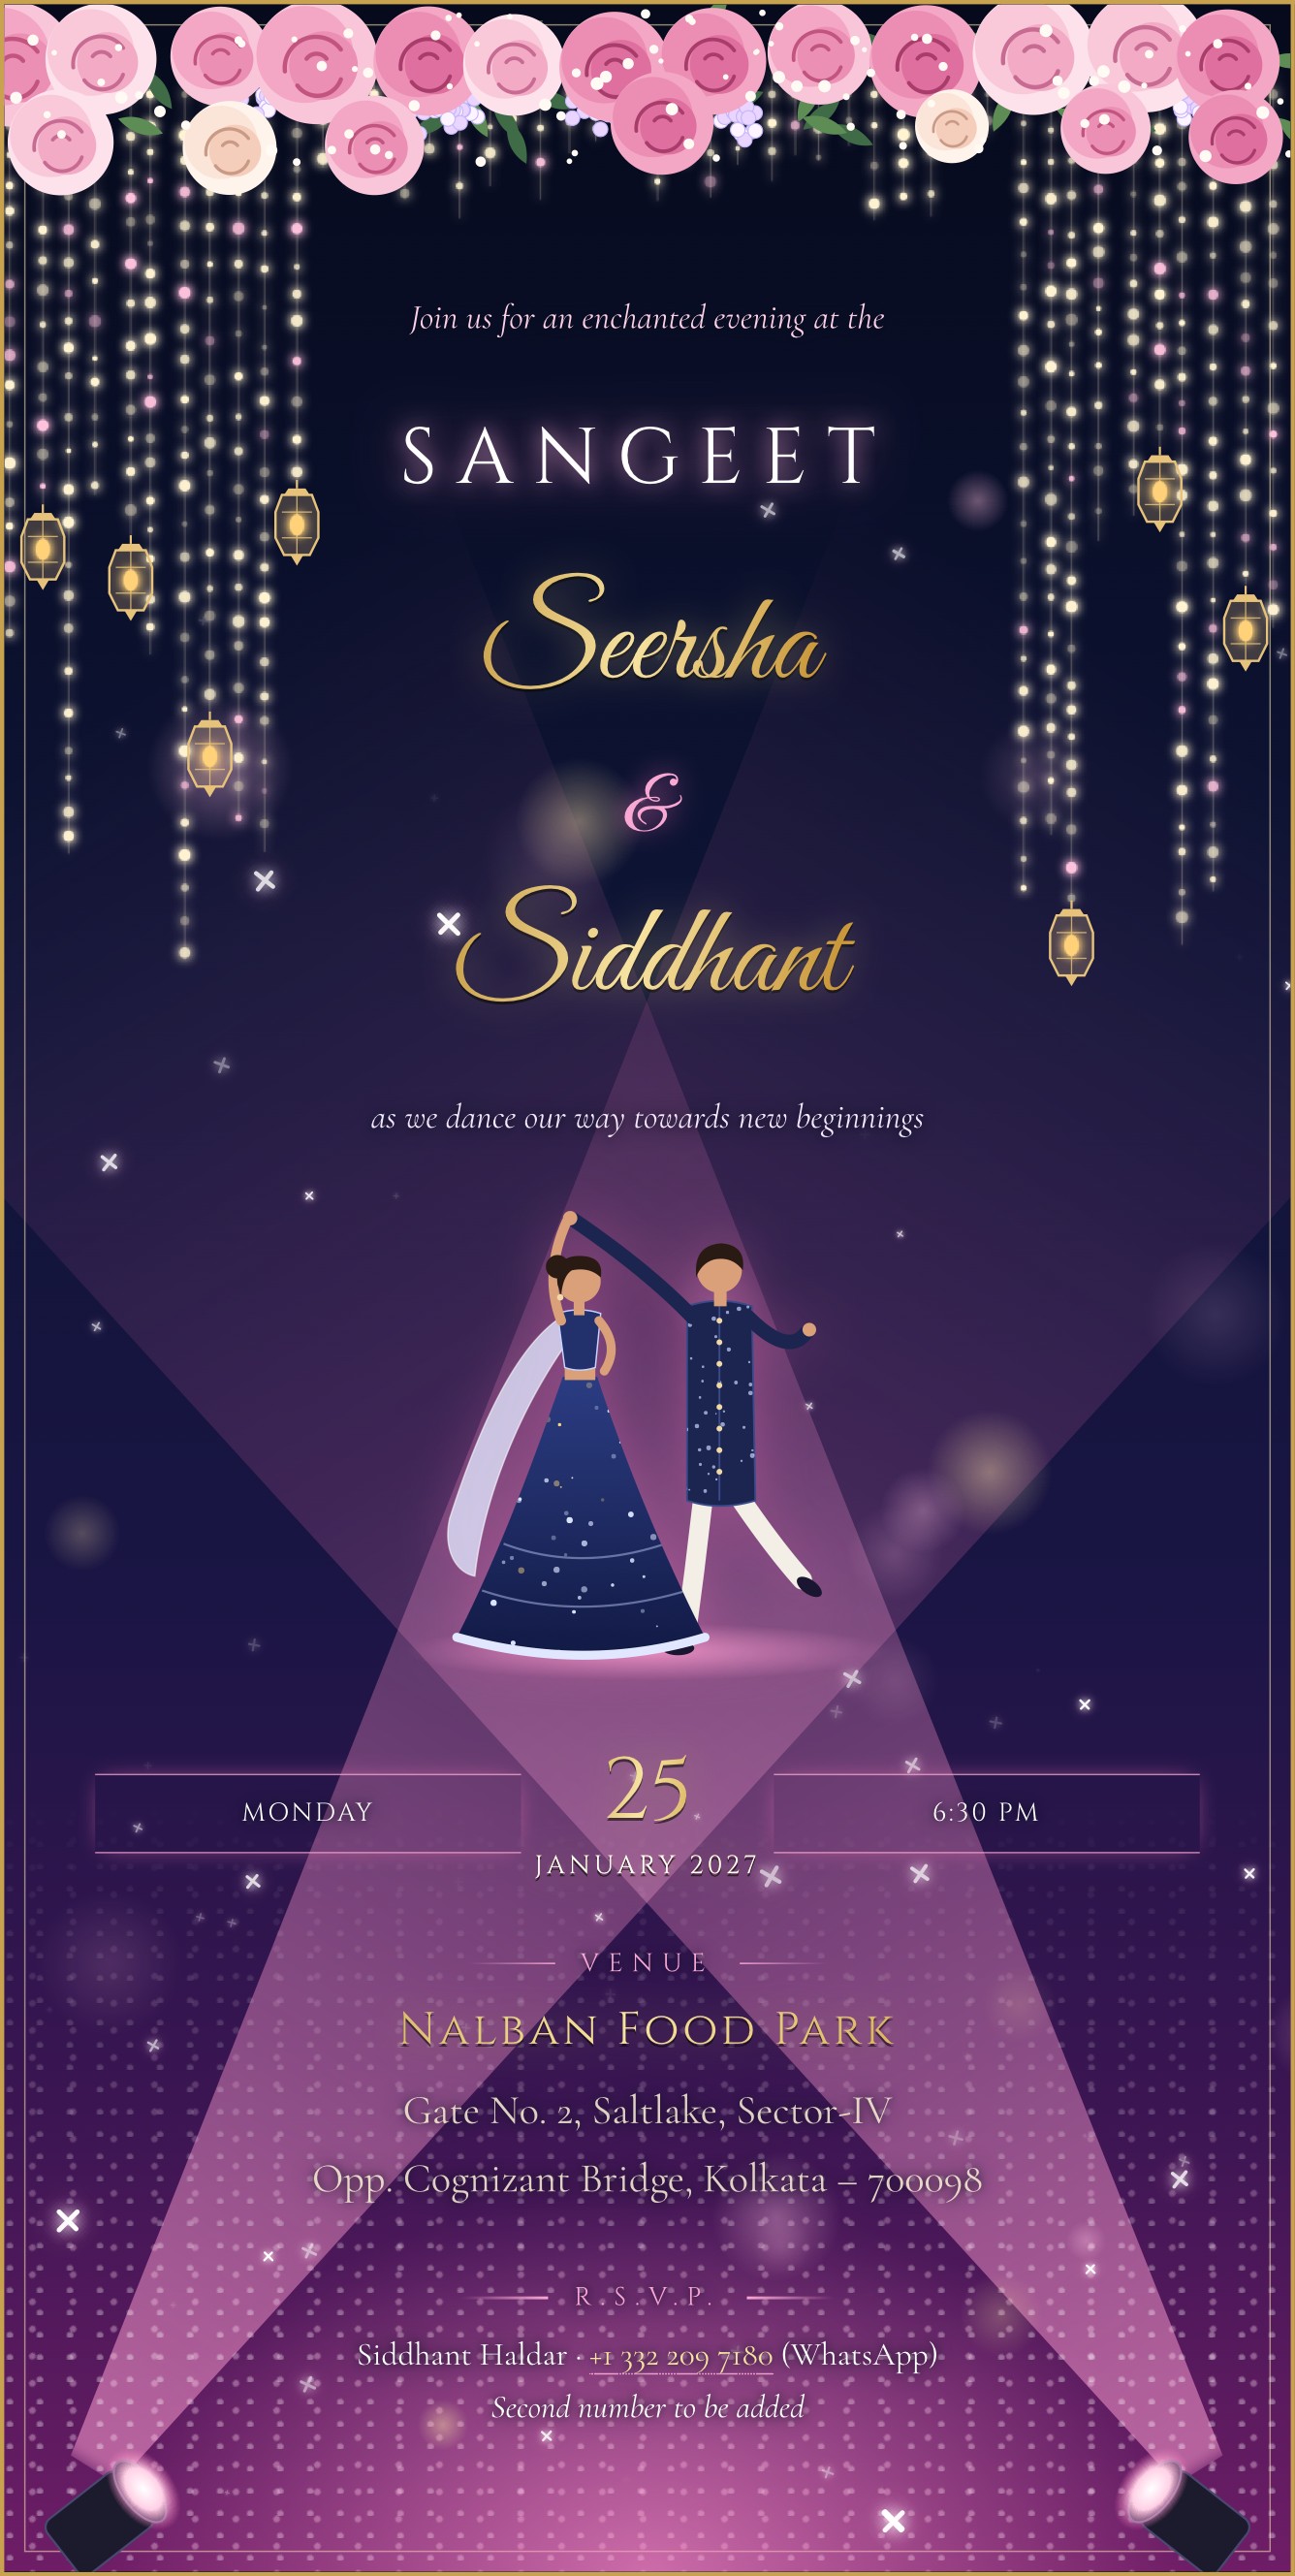 Join us for an enchanted evening at the
SANGEET
Seersha
&
Siddhant
as we dance our way towards new beginnings
MONDAY
25
JANUARY 2027
6:30 PM
VENUE
Nalban Food Park
Gate No. 2, Saltlake, Sector-IV
Opp. Cognizant Bridge, Kolkata – 700098
R.S.V.P.
Siddhant Haldar · +1 332 209 7180 (WhatsApp)
Second number to be added